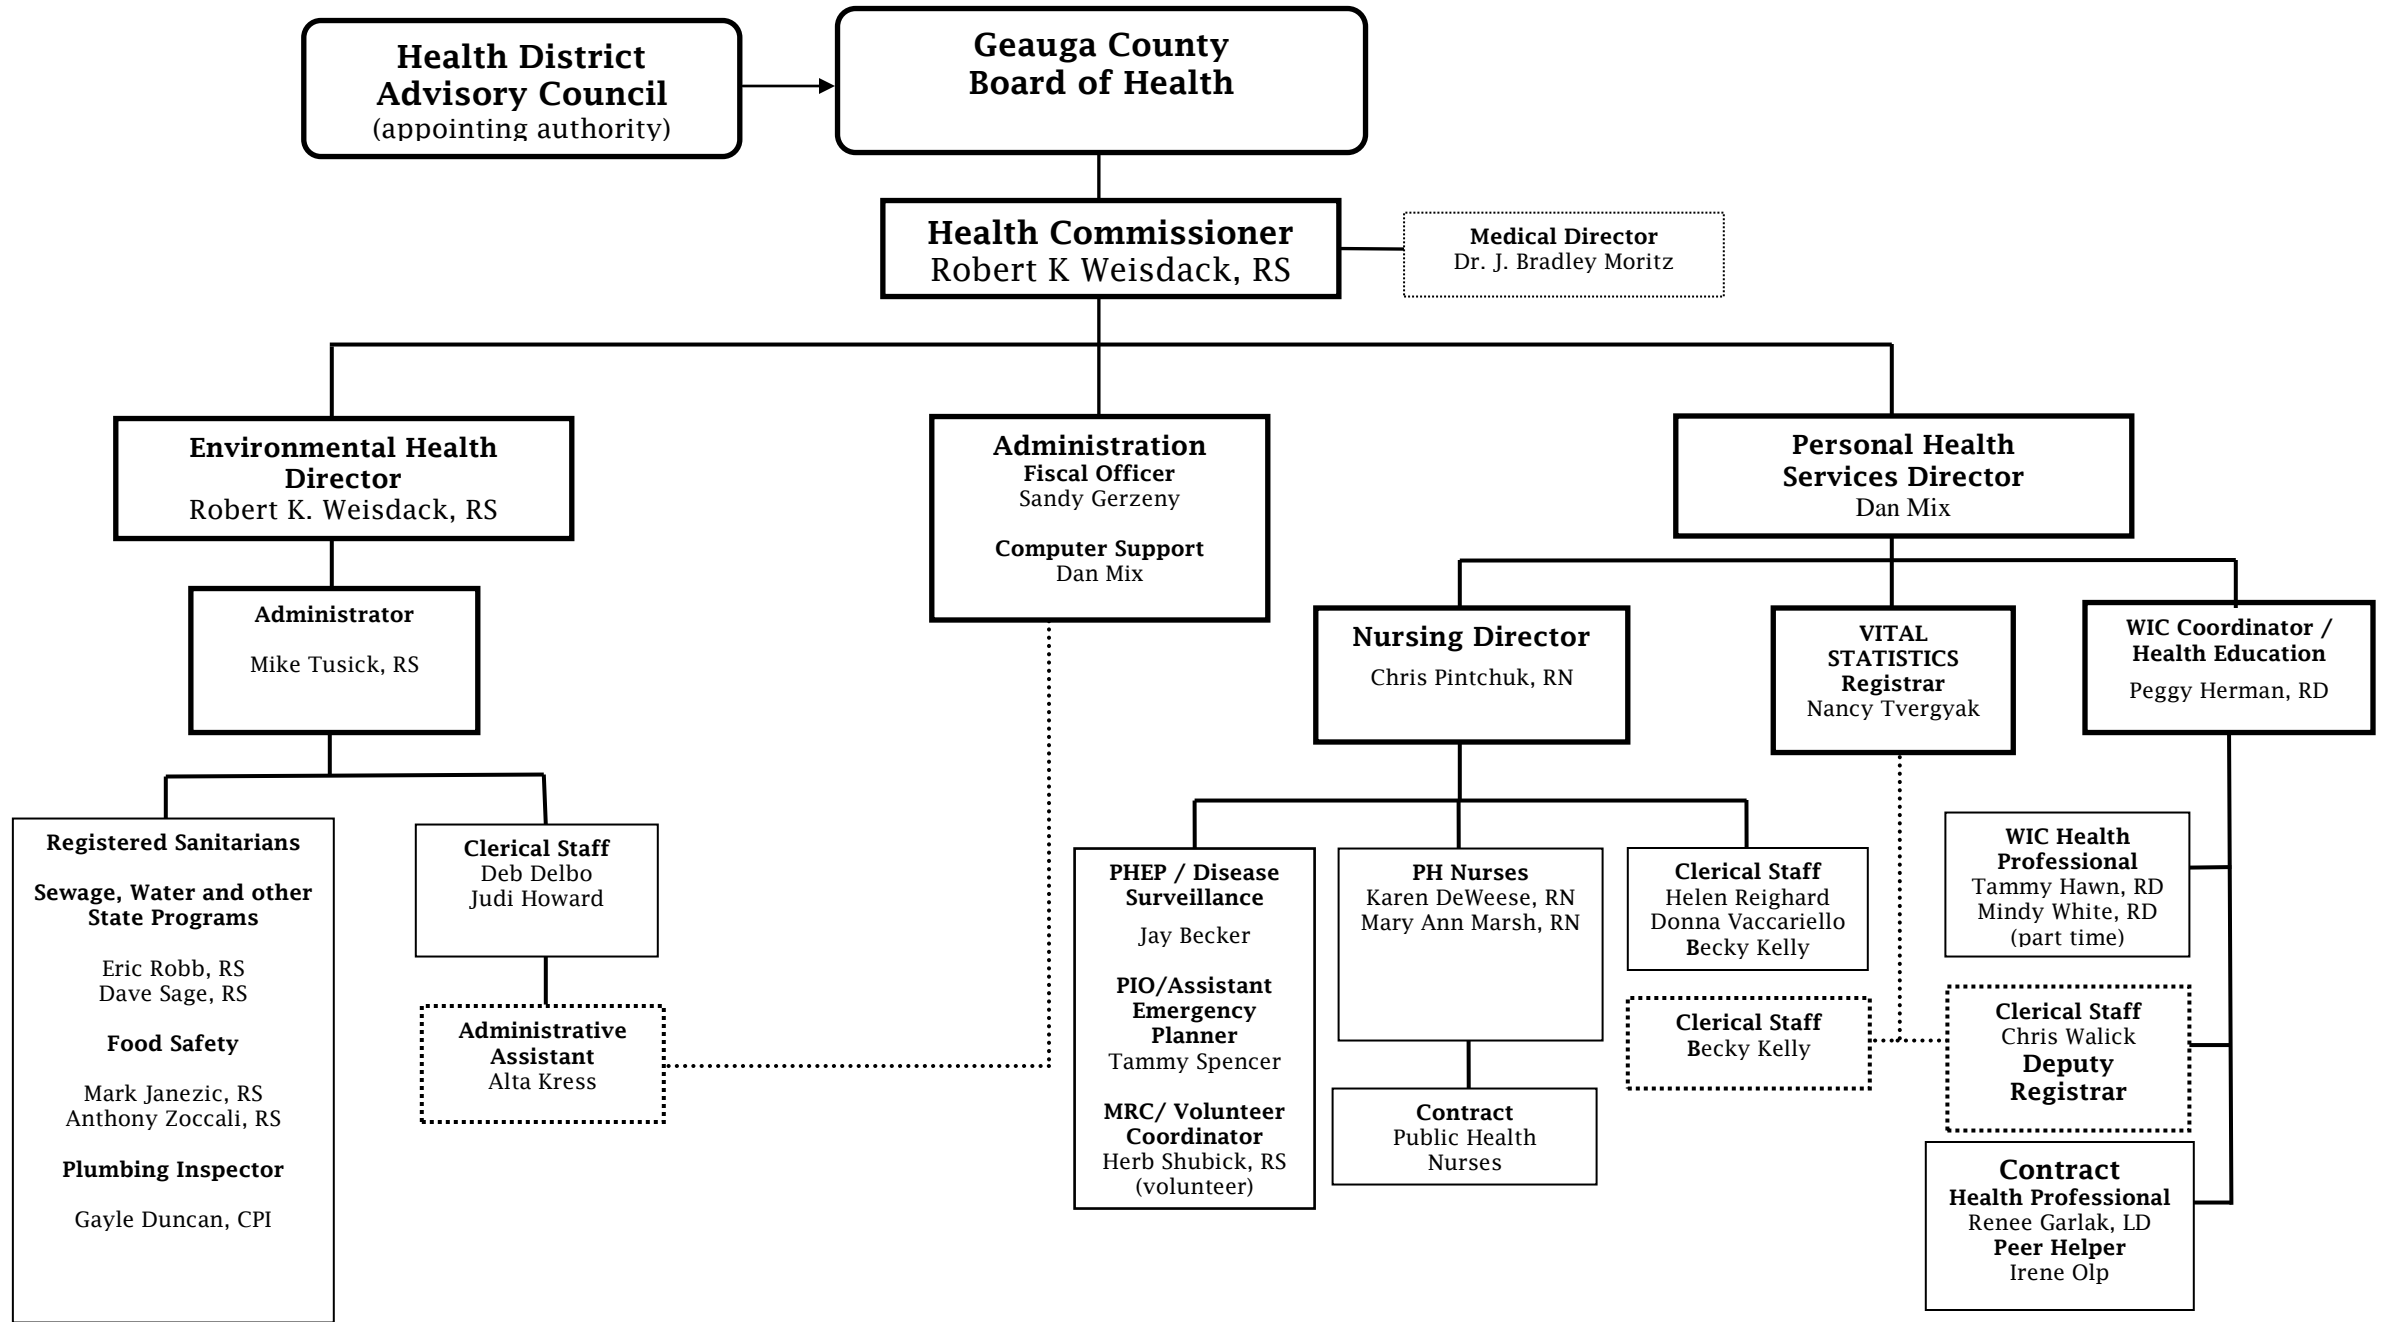 Health District
Advisory Council
(appointing authority)
Geauga County
Board of Health
Health Commissioner
Robert K Weisdack, RS
Medical Director
Dr. J. Bradley Moritz
Environmental Health
Director
Robert K. Weisdack, RS
Administration
Fiscal Officer
Sandy Gerzeny
Computer Support
Dan Mix
Personal Health
Services Director
Dan Mix
Administrator
Mike Tusick, RS
Nursing Director
Chris Pintchuk, RN
VITAL
STATISTICS
Registrar
Nancy Tvergyak
WIC Coordinator /
Health Education
Peggy Herman, RD
Registered Sanitarians
Sewage, Water and other
State Programs
Eric Robb, RS
Dave Sage, RS
Food Safety
Mark Janezic, RS
Anthony Zoccali, RS
Plumbing Inspector
Gayle Duncan, CPI
Clerical Staff
Deb Delbo
Judi Howard
Administrative
Assistant
Alta Kress
PHEP / Disease
Surveillance
Jay Becker
PIO/Assistant
Emergency
Planner
Tammy Spencer
MRC/ Volunteer
Coordinator
Herb Shubick, RS
(volunteer)
PH Nurses
Karen DeWeese, RN
Mary Ann Marsh, RN
Contract
Public Health
Nurses
Clerical Staff
Helen Reighard
Donna Vaccariello
Becky Kelly
Clerical Staff
Becky Kelly
WIC Health
Professional
Tammy Hawn, RD
Mindy White, RD
(part time)
Clerical Staff
Chris Walick
Deputy
Registrar
Contract
Health Professional
Renee Garlak, LD
Peer Helper
Irene Olp